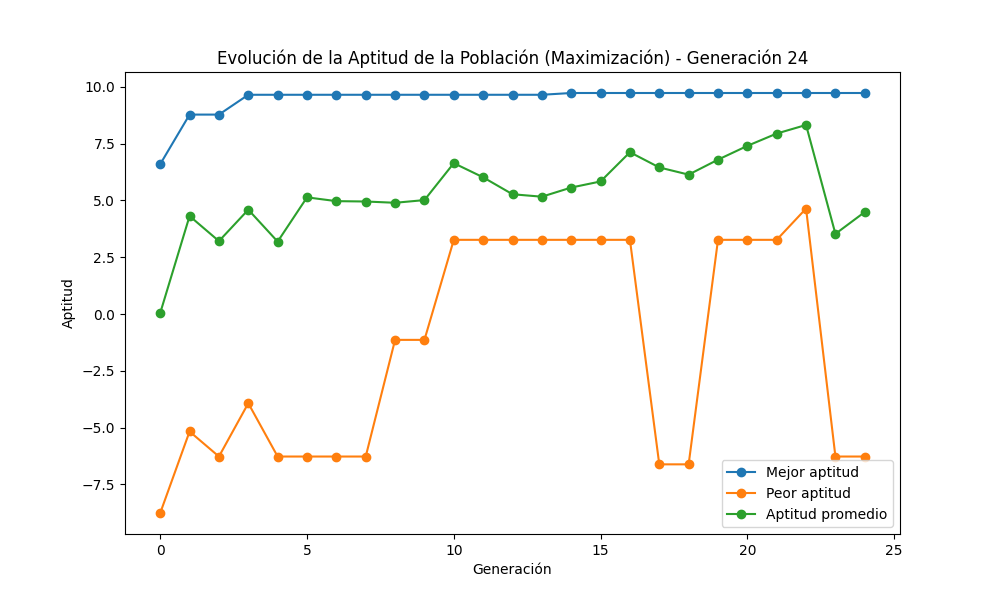 Evolución de la Aptitud de la Población (Maximización) - Generación 24
10.0
7.5
5.0
2.5
0.0
−2.5
−5.0
−7.5
Aptitud
0 5 10 15 20 25
Generación
Mejor aptitud
Peor aptitud
Aptitud promedio